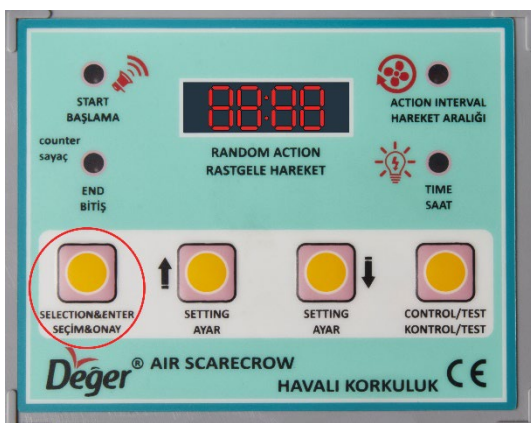 START
BAŞLAMA
88:88
ACTION INTERVAL
HAREKET ARALIĞI
counter
sayaç
RANDOM ACTION
RASTGELE HAREKET
END
BİTİŞ
TIME
SAAT
SELECTION&ENTER
SEÇİM&ONAY
SETTING
AYAR
SETTING
AYAR
CONTROL/TEST
KONTROL/TEST
Değer® AIR SCARECROW
HAVALI KORKULUK CE